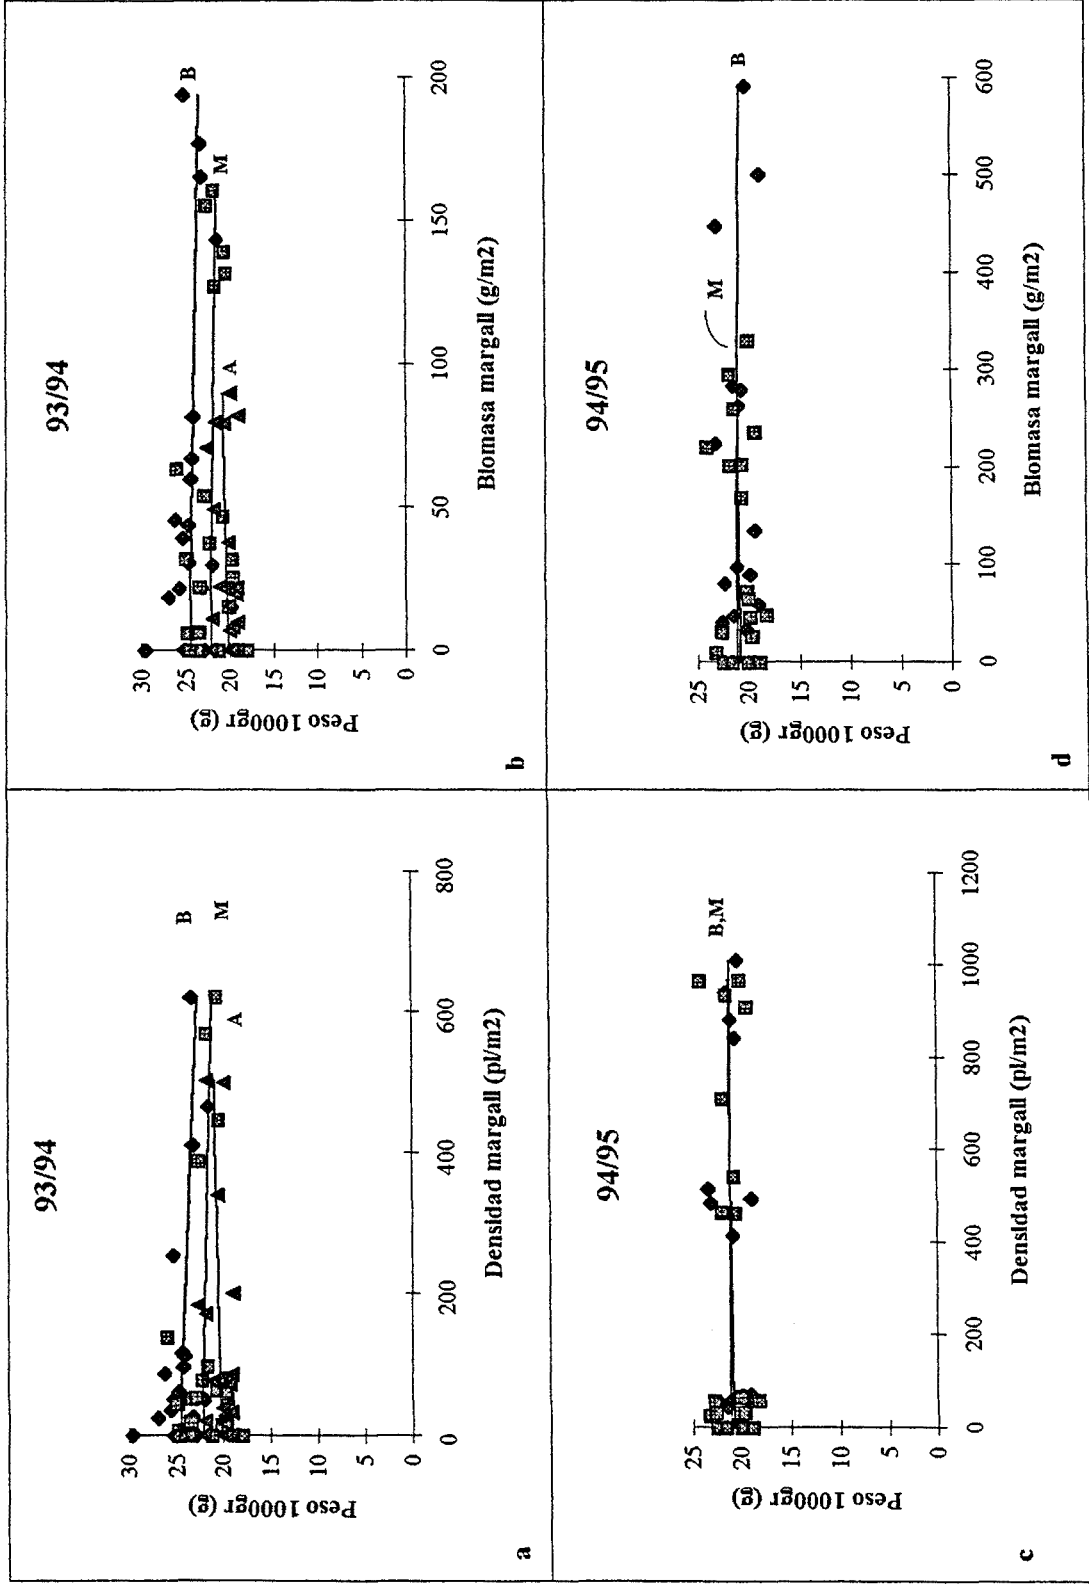 93/94
Peso 1000gr (g)
30
25
20
15
10
5
0
B
M
A
0
200
400
600
800
Densidad margall (pl/m2)
a
93/94
Peso 1000gr (g)
30
25
20
15
10
5
0
B
M
A
0
50
100
150
200
Biomasa margall (g/m2)
b
94/95
Peso 1000gr (g)
25
20
15
10
5
0
B,M
0
200
400
600
800
1000
1200
Densidad margall (pl/m2)
c
94/95
Peso 1000gr (g)
25
20
15
10
5
0
M
B
0
100
200
300
400
500
600
Biomasa margall (g/m2)
d